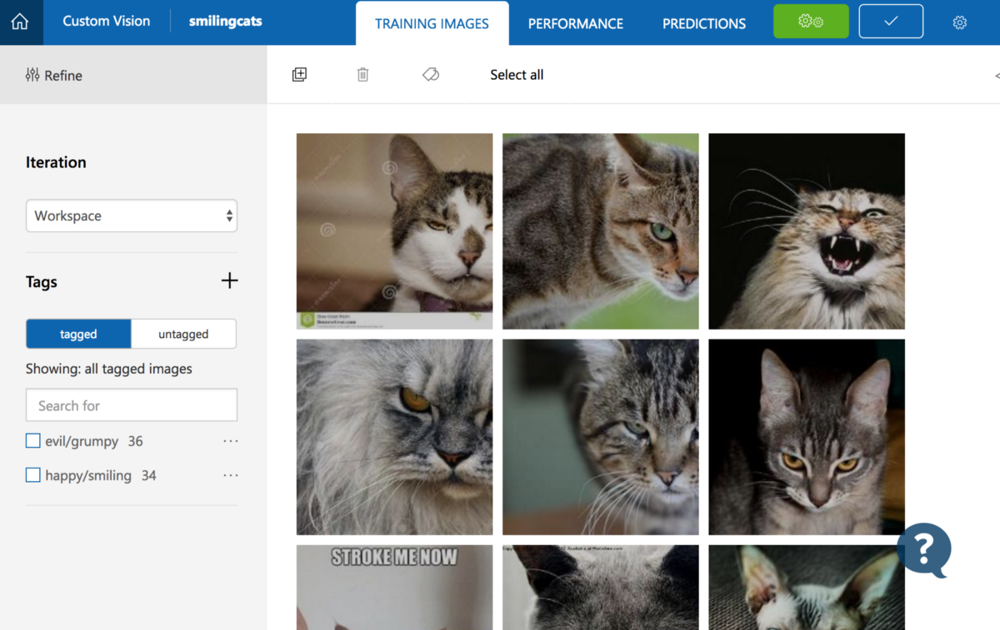 Custom Vision
smilingcats
TRAINING IMAGES
PERFORMANCE
PREDICTIONS
Refine
Select all
Iteration
Workspace
Tags
tagged
untagged
Showing: all tagged images
Search for
evil/grumpy 36
happy/smiling 34
STROKE ME NOW
?